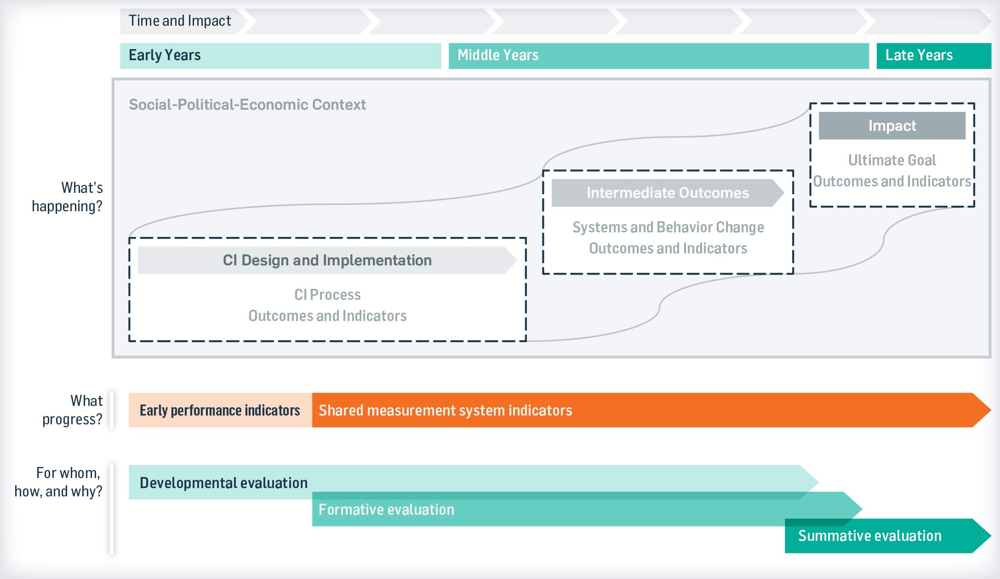 Time and Impact
Early Years
Middle Years
Late Years
Social-Political-Economic Context
Impact
Ultimate Goal
Outcomes and Indicators
What’s
happening?
Intermediate Outcomes
Systems and Behavior Change
Outcomes and Indicators
CI Design and Implementation
CI Process
Outcomes and Indicators
What
progress?
Early performance indicators
Shared measurement system indicators
For whom,
how, and why?
Developmental evaluation
Formative evaluation
Summative evaluation